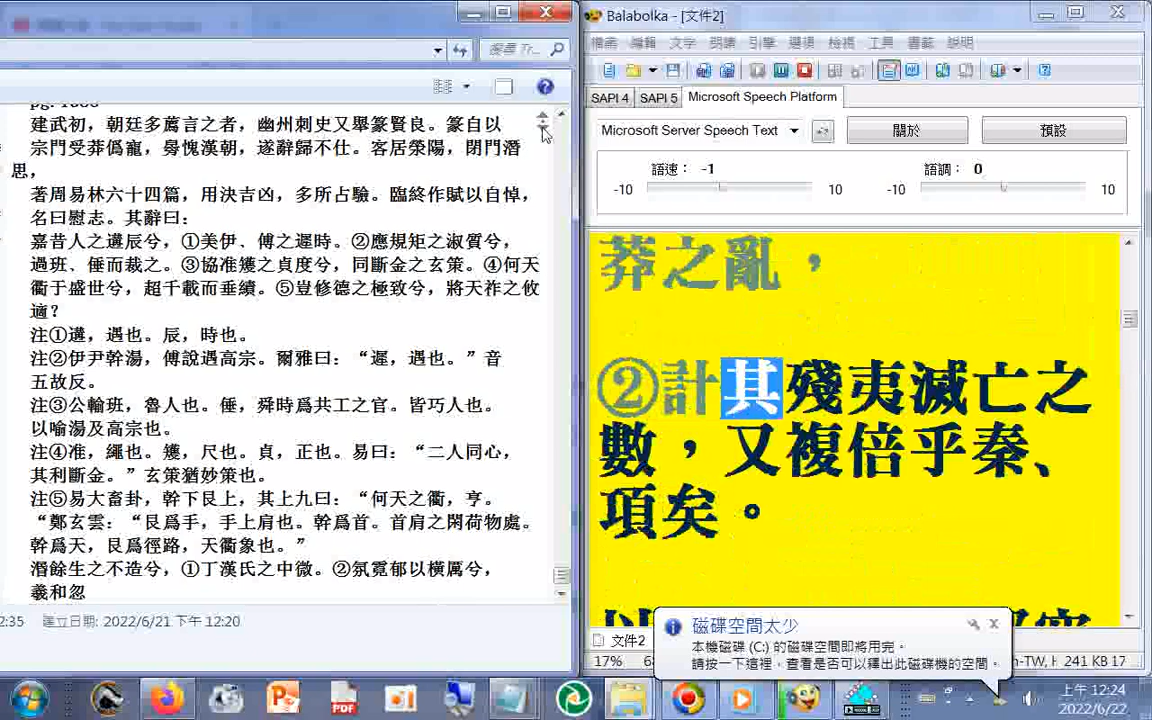 建武初，朝廷多薦言之者，幽州刺史又舉篆賢良。篆自以
宗門受莽僞寵，慙愧漢朝，遂辭歸不仕。客居滎陽，閉門潛
思，
著周易林六十四篇，用決吉凶，多所占驗。臨終作賦以自悼，
名曰慰志。其辭曰：
嘉昔人之遘辰兮，①美伊、傅之遻時。②應規矩之淑質兮，
過班、倕而裁之。③協准矱之貞度兮，同斷金之玄策。④何天
衢于盛世兮，超千載而垂績。⑤豈修德之極致兮，將天祚之攸
適？
注①遘，遇也。辰，時也。
注②伊尹幹湯，傅說遇高宗。爾雅曰：“遻，遇也。”音
五故反。
注③公輸班，魯人也。倕，舜時爲共工之官。皆巧人也。
以喻湯及高宗也。
注④准，繩也。矱，尺也。貞，正也。易曰：“二人同心，
其利斷金。”玄策猶妙策也。
注⑤易大畜卦，幹下艮上，其上九曰：“何天之衢，亨。
“鄭玄雲：“艮爲手，手上肩也。幹爲首。首肩之閑荷物處。
幹爲天，艮爲徑路，天衢象也。”
湣餘生之不造兮，①丁漢氏之中微。②氛霓郁以橫厲兮，
羲和忽
2:35 建立日期: 2022/6/21 下午 12:20
Balabolka - [文件2]
檔案 編輯 文字 朗讀 引擎 選項 檢視 工具 書籤 說明
SAPI 4 SAPI 5 Microsoft Speech Platform
Microsoft Server Speech Text 關於 預設
語速： -1 語調： 0
-10 10 -10 10
莽之亂，
②計其殘夷滅亡之
數，又複倍乎秦、
項矣。
文件2
17%
241 KB
磁碟空間太少
本機磁碟 (C:) 的磁碟空間即將用完。
請按一下這裡，查看是否可以釋出此磁碟機的空間。
上午 12:24
2022/6/22